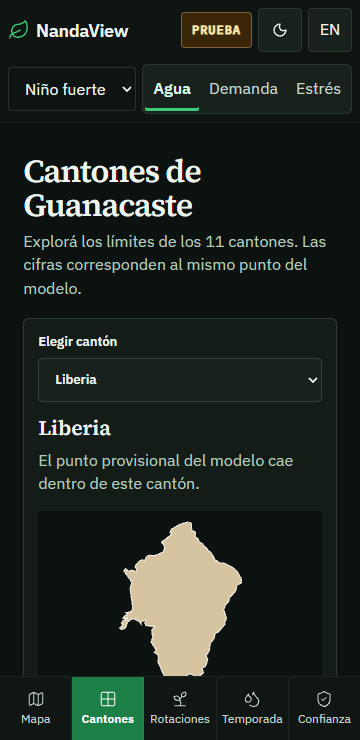 NandaView
PRUEBA
EN
Niño fuerte
Agua
Demanda
Estrés
Cantones de
Guanacaste
Explorá los límites de los 11 cantones. Las
cifras corresponden al mismo punto del
modelo.
Elegir cantón
Liberia
Liberia
El punto provisional del modelo cae
dentro de este cantón.
Mapa
Cantones
Rotaciones
Temporada
Confianza